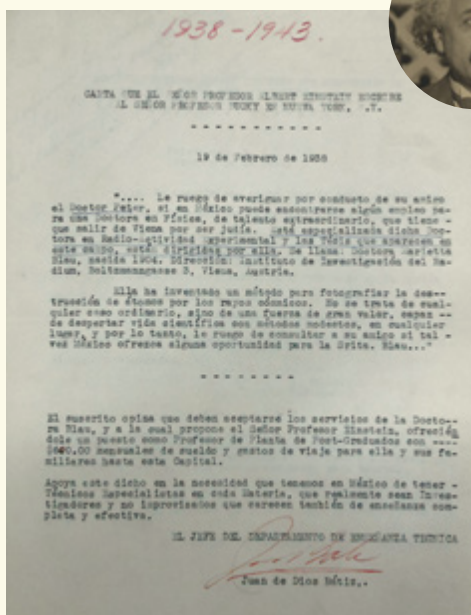 1938-1943.
CARTA QUE EL SEÑOR PROFESOR ALBERT EINSTEIN ESCRIBE
AL SEÑOR PROFESOR BUCKY EN NUEVA YORK, N.Y.
- - - - - - - - - - -
19 de Febrero de 1938
".... Le ruego de averiguar por conducto de su amigo
el Doctor si en México puede encontrarse algún empleo pa-
ra una Doctora en Física, de talento extraordinario, que tiene -
que salir de Viena por ser judía. Está especializada dicha Doc-
tora en Radio-actividad Experimental y las Tésis que aparecen en
este campo, están dirigidas por ella. Se llama: Doctora Marietta
Blau, nacida 1904. Dirección: Instituto de Investigación del Ra-
dium, Boltzmanngasse 3, Viena, Austria.
Ella ha inventado un método para fotografiar la des--
trucción de átomos por los rayos cósmicos. No se trata de cual-
quier caso ordinario, sino de una fuerza de gran valor, capaz --
de despertar vida científica con métodos modestos, en cualquier
lugar, y por lo tanto, le ruego de consultar a su amigo si tal -
vez México ofrezca alguna oportunidad para la Srita. Blau..."
- - - - - - - -
El suscrito opina que deben aceptarse los servicios de la Docto--
ra Blau, y a la cual propone el Señor Profesor Einstein, ofrecién
dole un puesto como Profesor de Planta de Post-Graduados con ----
mensuales de sueldo y gastos de viaje para ella y sus fa-
miliares hasta esta Capital.
Apoya este dicho en la necesidad que tenemos en México de tener -
Técnicos Especialistas en cada Materia, que realmente sean Inves-
tigadores y no improvisados que carecen también de enseñanza com-
pleta y efectiva.
EL JEFE DEL DEPARTAMENTO DE ENSEÑANZA TECNICA
Juan de Dios Bátiz.